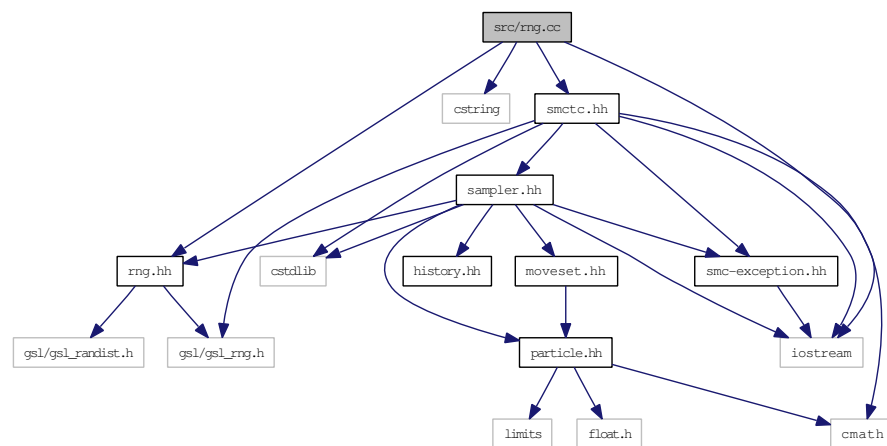 src/rng.cc
cstring
smctc.hh
sampler.hh
rng.hh
cstdlib
history.hh
moveset.hh
smc-exception.hh
gsl/gsl_randist.h
gsl/gsl_rng.h
particle.hh
iostream
limits
float.h
cmath